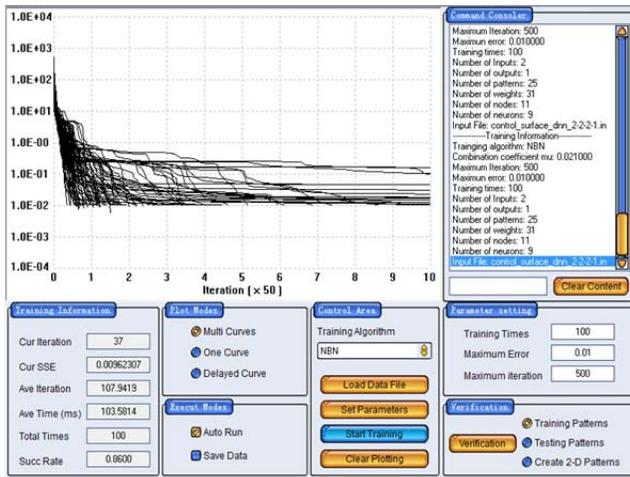 1.0E+04
1.0E+03
1.0E+02
1.0E+01
1.0E-00
1.0E-01
1.0E-02
1.0E-03
1.0E-04
0 1 2 3 4 5 6 7 8 9 10
Iteration [ x 50 ]
Command Consoler
Maximum Iteration: 500
Maximun error: 0.010000
Training times: 100
Number of Inputs: 2
Number of outputs: 1
Number of patterns: 25
Number of weights: 31
Number of nodes: 11
Number of neurons: 9
Input File: control_surface_dnn_2-2-2-1.in
--------------Training Information--------------
Trainging algorithm: NBN
Combination coefficient mu: 0.021000
Maximum Iteration: 500
Maximun error: 0.010000
Training times: 100
Number of Inputs: 2
Number of outputs: 1
Number of patterns: 25
Number of weights: 31
Number of nodes: 11
Number of neurons: 9
Input File: control_surface_dnn_2-2-2-1.in
Clear Content
Training Information
Cur Iteration 37
Cur SSE 0.00962307
Ave Iteration 107.9419
Ave Time (ms) 103.5814
Total Times 100
Succ Rate 0.8600
Plot Modes
Multi Curves
One Curve
Delayed Curve
Execut Modes
Auto Run
Save Data
Control Area
Training Algorithm
NBN
Load Data File
Set Parameters
Start Training
Clear Plotting
Parameter setting
Training Times 100
Maximum Error 0.01
Maximum iteration 500
Verification
Verification
Training Patterns
Testing Patterns
Create 2-D Patterns